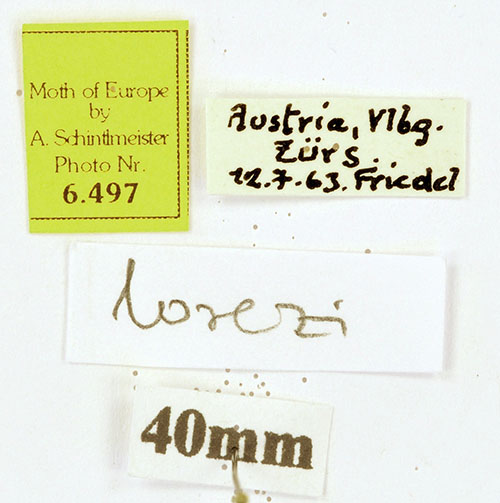 Moth of Europe
by
A. Schintlmeister
Photo Nr.
6.497
Austria, Vlbg.
Zürs
12.7.63. Friedel
lorezi
40mm